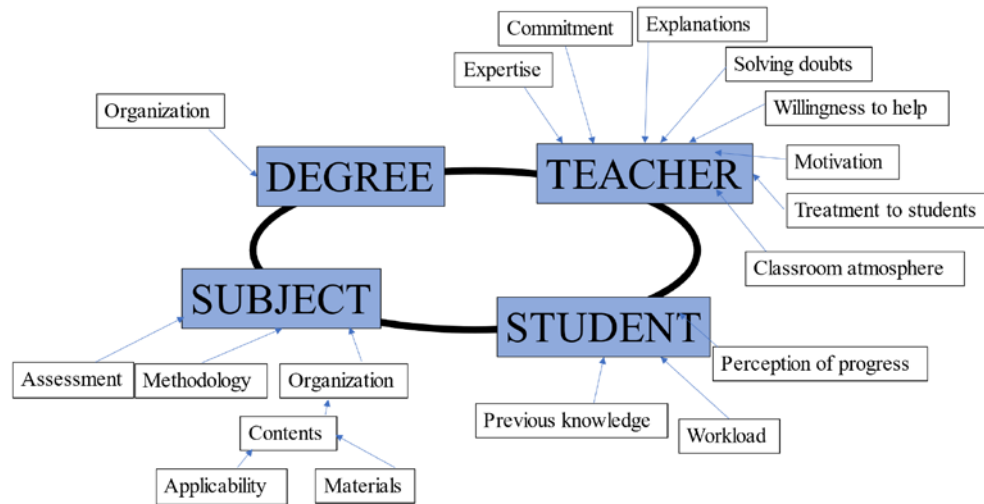 Commitment
Explanations
Expertise
Solving doubts
Organization
Willingness to help
DEGREE
TEACHER
Motivation
Treatment to students
Classroom atmosphere
SUBJECT
STUDENT
Assessment
Methodology
Organization
Perception of progress
Previous knowledge
Contents
Workload
Applicability
Materials